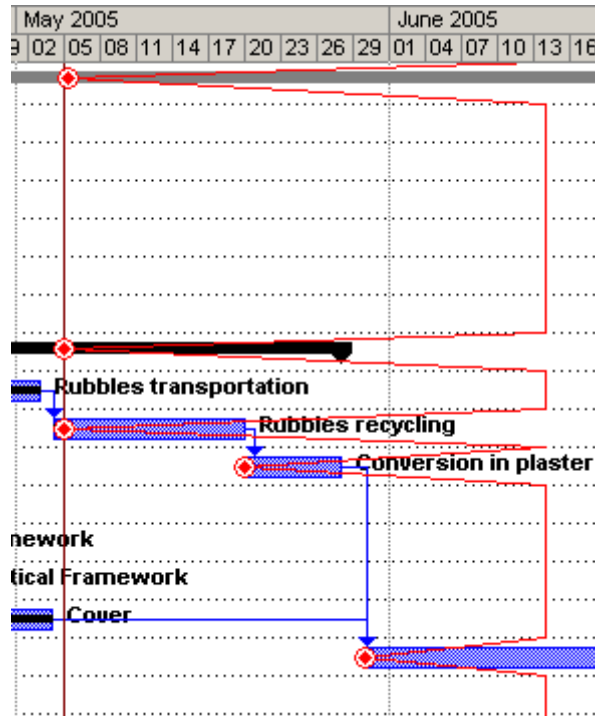 May 2005 June 2005
9 02 05 08 11 14 17 20 23 26 29 01 04 07 10 13 16
Rubbles transportation
Rubbles recycling
Conversion in plaster
nework
tical Framework
Cover